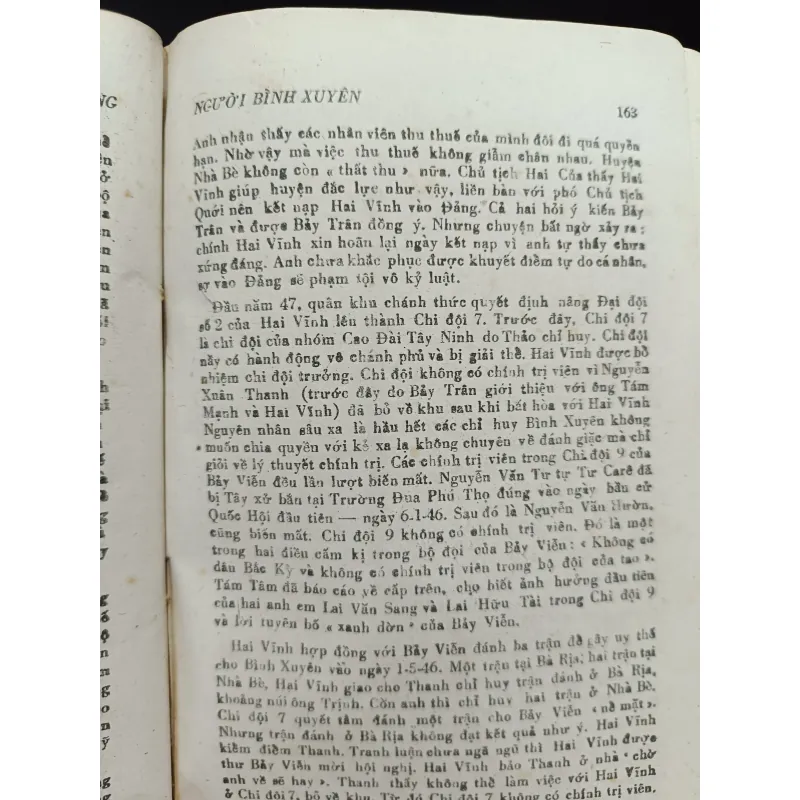 NGƯỜI BÌNH XUYÊN
163
Anh nhận thấy các nhân viên thu thuế của mình đôi đi quá quyền
hạn. Nhờ vậy mà việc thu thuế không giẫm chân nhau. Huyện
Nhà Bè không còn « thất thu » nữa. Chủ tịch Hai Của thấy Hai
Vĩnh giúp huyện đắc lực như vậy, liền bàn với phó Chủ tịch
Quới nên kết nạp Hai Vĩnh vào Đảng. Cả hai hỏi ý kiến Bảy
Trân và được Bảy Trân đồng ý. Nhưng chuyện bất ngờ xảy ra :
chính Hai Vĩnh xin hoãn lại ngày kết nạp vì anh tự thấy chưa
xứng đáng. Anh chưa khắc phục được khuyết điểm tự do cá nhân,
sợ vào Đảng sẽ phạm tội vô kỷ luật.
Đầu năm 47, quân khu chánh thức quyết định nâng Đại đội
số 2 của Hai Vĩnh lên thành Chi đội 7. Trước đây, Chi đội 7
là chi đội của nhóm Cao Đài Tây Ninh do Thảo chỉ huy. Chi đội
này có hành động vô chánh phủ và bị giải thể. Hai Vĩnh được bổ
nhiệm chi đội trưởng. Chi đội không có chính trị viên vì Nguyễn
Xuân Thanh (trước đây do Bảy Trân giới thiệu với ông Tám
Mạnh và Hai Vĩnh) đã bỏ về khu sau khi bất hòa với Hai Vĩnh
Nguyên nhân sâu xa là hầu hết các chỉ huy Bình Xuyên không
muốn chia quyền với kẻ xa lạ không chuyên về đánh giặc mà chỉ
giỏi về lý thuyết chính trị. Các chính trị viên trong Chi đội 9 của
Bảy Viễn đều lần lượt biến mất. Nguyễn Văn Tư tự Tư Carê đã
bị Tây xử bắn tại Trường Đua Phú Thọ đúng vào ngày bầu cử
Quốc Hội đầu tiên — ngày 6-1-46. Sau đó là Nguyễn Văn Hườn,
cũng biến mất. Chi đội 9 không có chính trị viên. Đó là một
trong hai điều cấm kị trong bộ đội của Bảy Viễn : « Không có
dân Bắc Kỳ và không có chính trị viên trong bộ đội của tao ».
Tám Tâm đã báo cáo về cấp trên, cho biết ảnh hưởng đầu tiên
của hai anh em Lai Văn Sang và Lai Hữu Tài trong Chi đội 9
và lời tuyên bố « xanh dờn » của Bảy Viễn.
Hai Vĩnh hợp đồng với Bảy Viễn đánh ba trận để gây uy thế
cho Bình Xuyên vào ngày 1-5-46. Một trận tại Bà Rịa, hai trận tại
Nhà Bè, Hai Vĩnh giao cho Thanh chỉ huy trận đánh ở Bà Rịa,
khoảng núi ông Trịnh. Còn anh thì chỉ huy hai trận ở Nhà Bè.
Chi đội 7 quyết tâm đánh một trận cho Bảy Viễn « nề mặt ».
Nhưng trận đánh ở Bà Rịa không đạt kết quả như ý. Hai Vĩnh
kiểm điểm Thanh. Tranh luận chưa ngã ngũ thì Hai Vĩnh được
thư Bảy Viễn mời hội nghị. Hai Vĩnh bảo Thanh ở nhà « chờ
anh về sẽ hay ». Thanh thấy không thể làm việc với Hai Vĩnh
ở Chi đội 7, bỏ về khu. Từ đó Chi đội 7 không có chính trị viên.